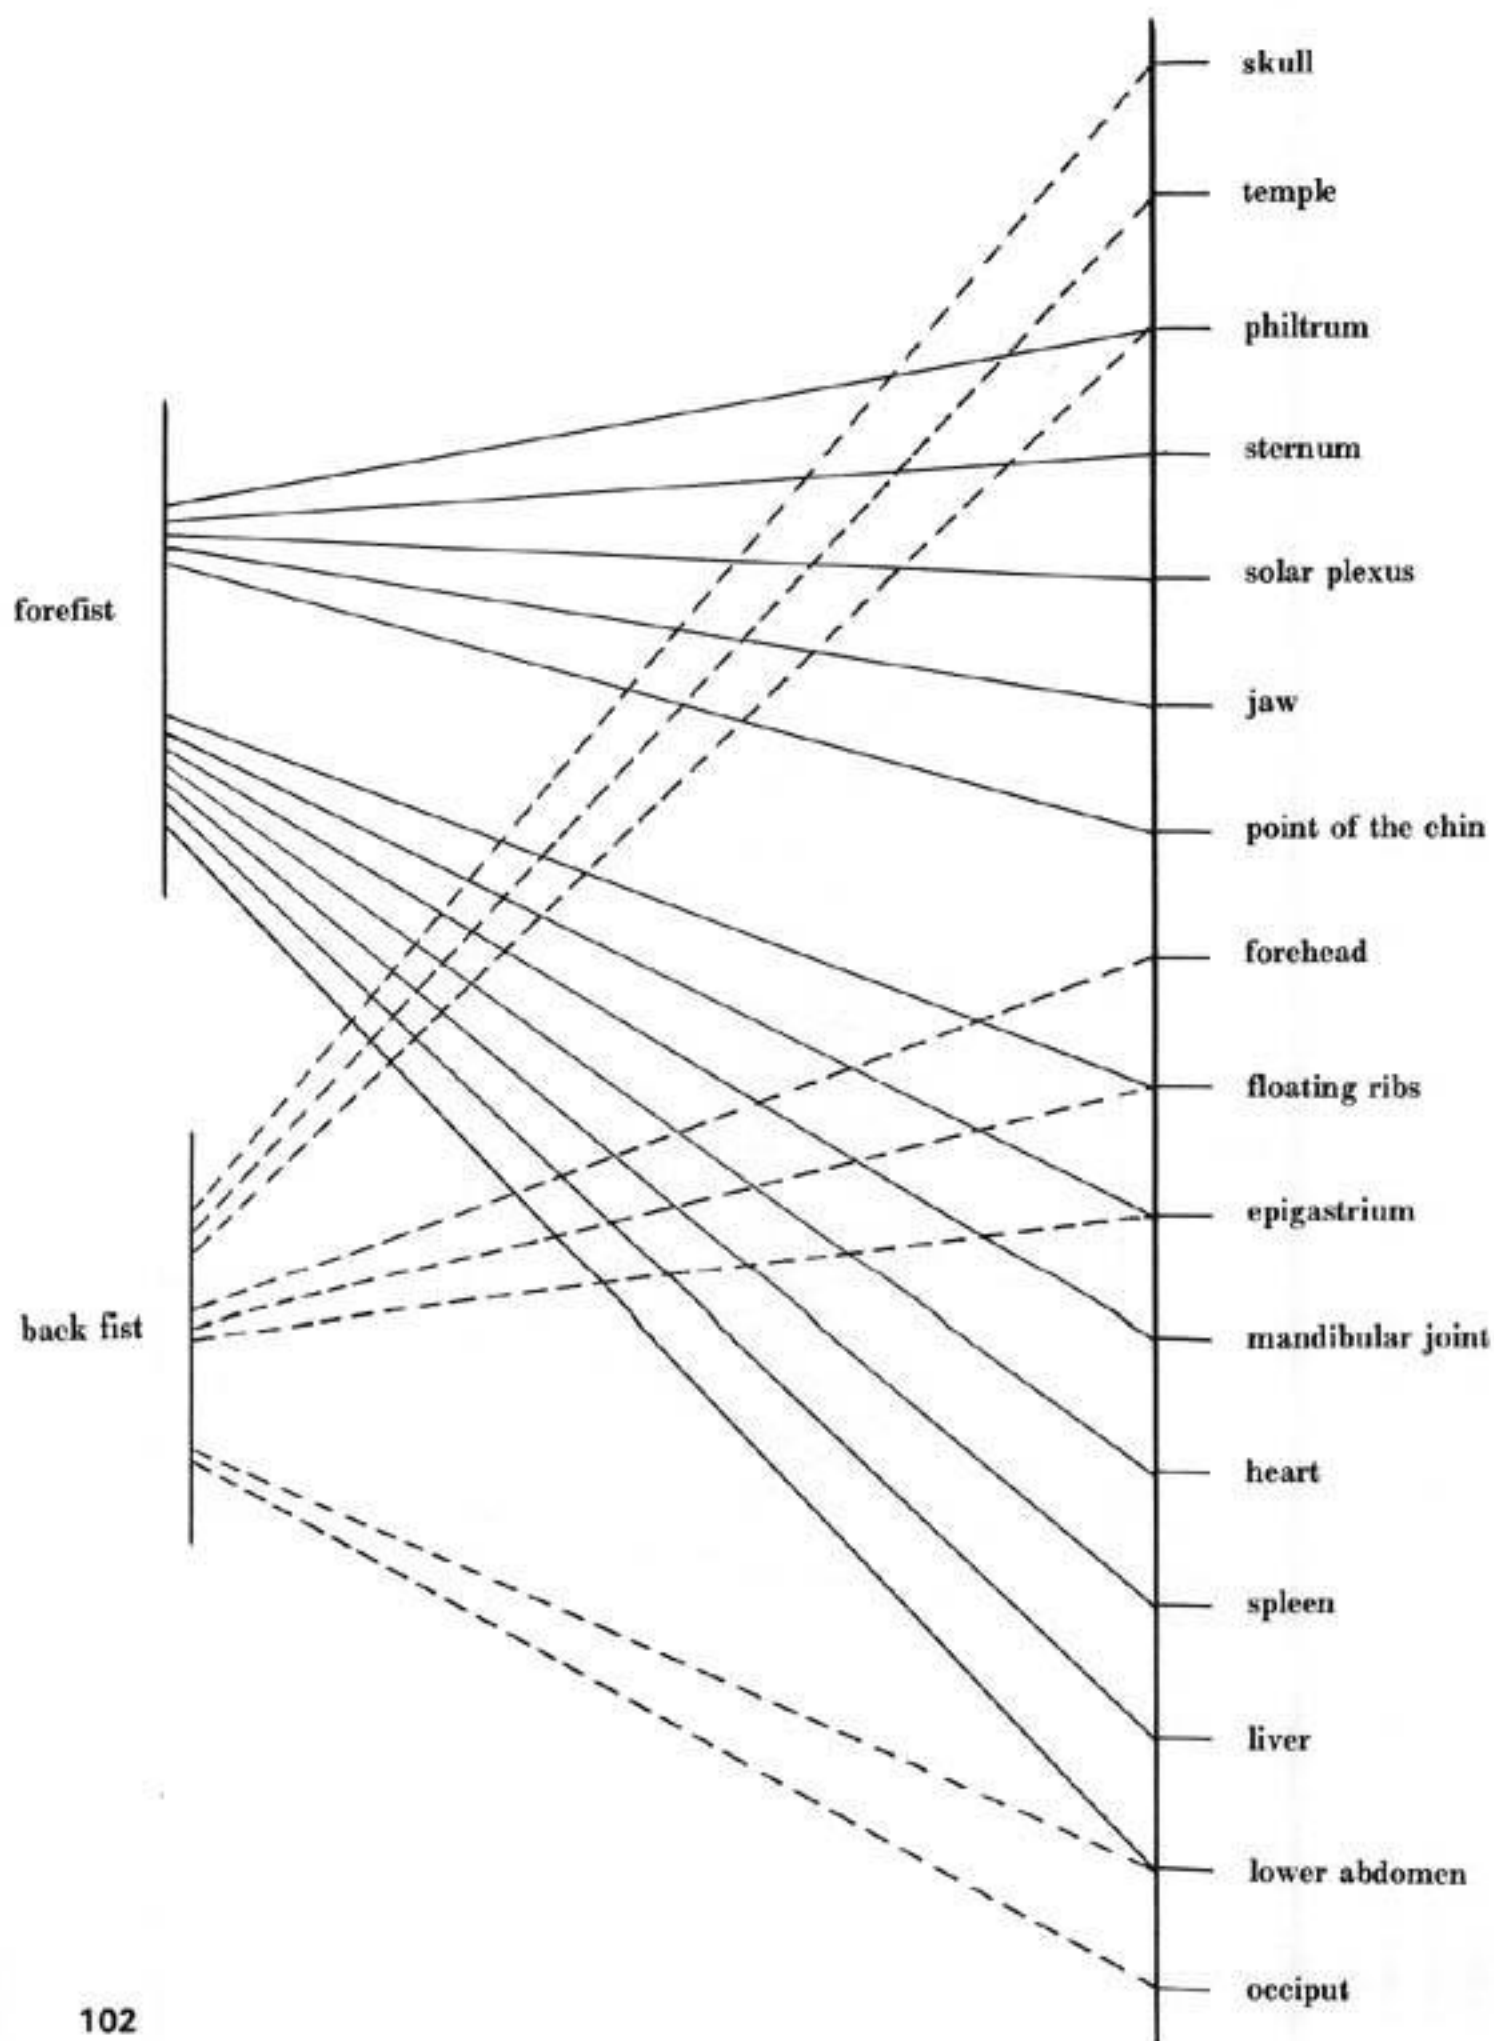 skull
temple
philtrum
sternum
solar plexus
forefist
jaw
point of the chin
forehead
floating ribs
epigastrium
back fist
mandibular joint
heart
spleen
liver
lower abdomen
occiput
102